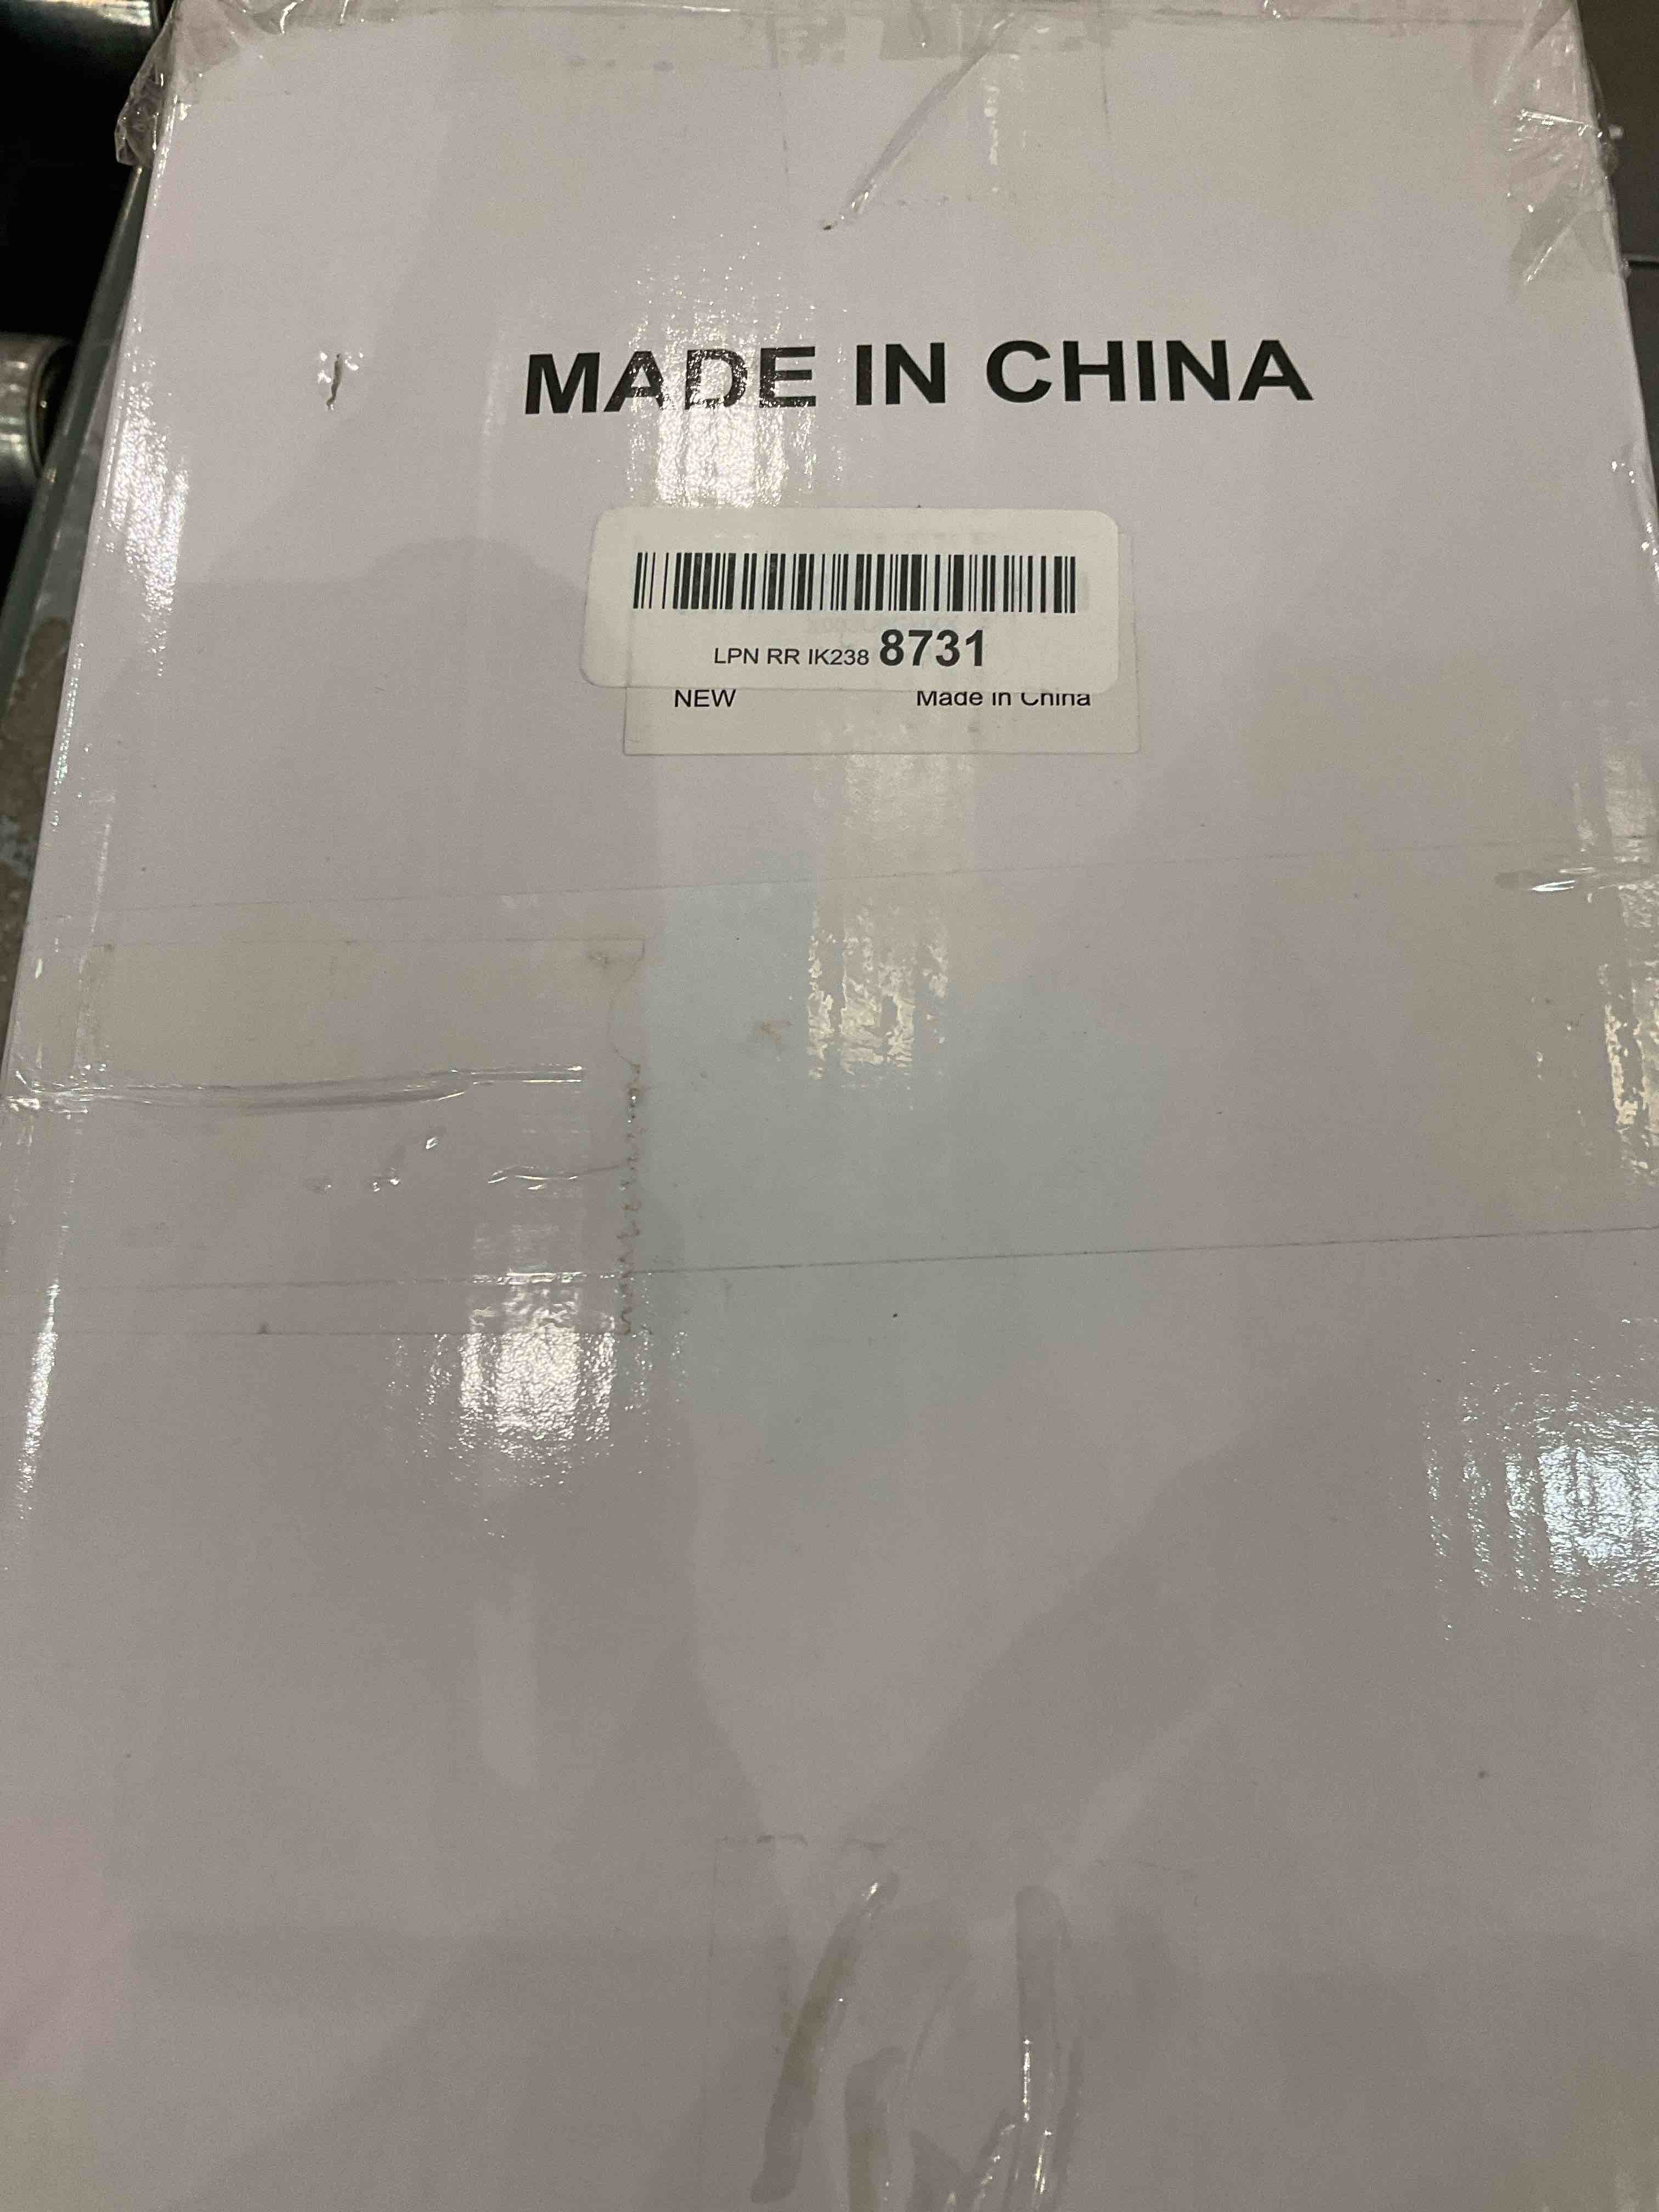 MADE IN CHINA
LPN RR IK238 8731
NEW Made in China